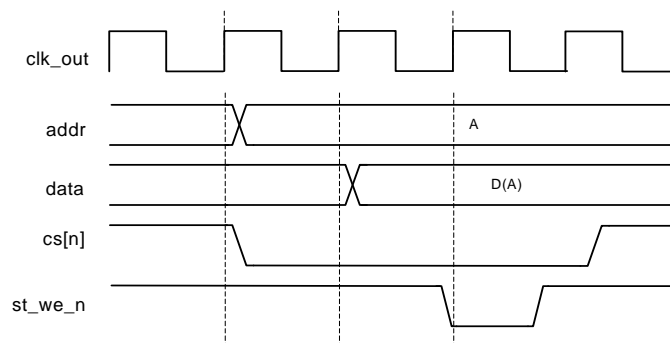 clk_out
addr
A
data
D(A)
cs[n]
st_we_n